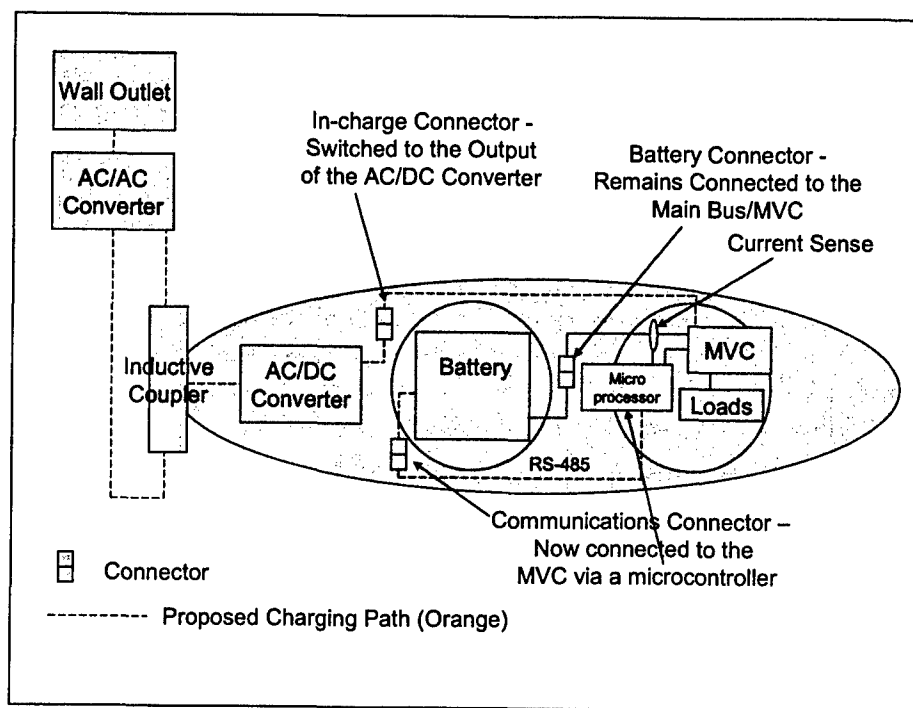 Wall Outlet
AC/AC
Converter
In-charge Connector -
Switched to the Output
of the AC/DC Converter
Battery Connector -
Remains Connected to the
Main Bus/MVC
Current Sense
Inductive
Coupler
AC/DC
Converter
Battery
Micro
processor
MVC
Loads
RS-485
Communications Connector –
Now connected to the
MVC via a microcontroller
Connector
Proposed Charging Path (Orange)